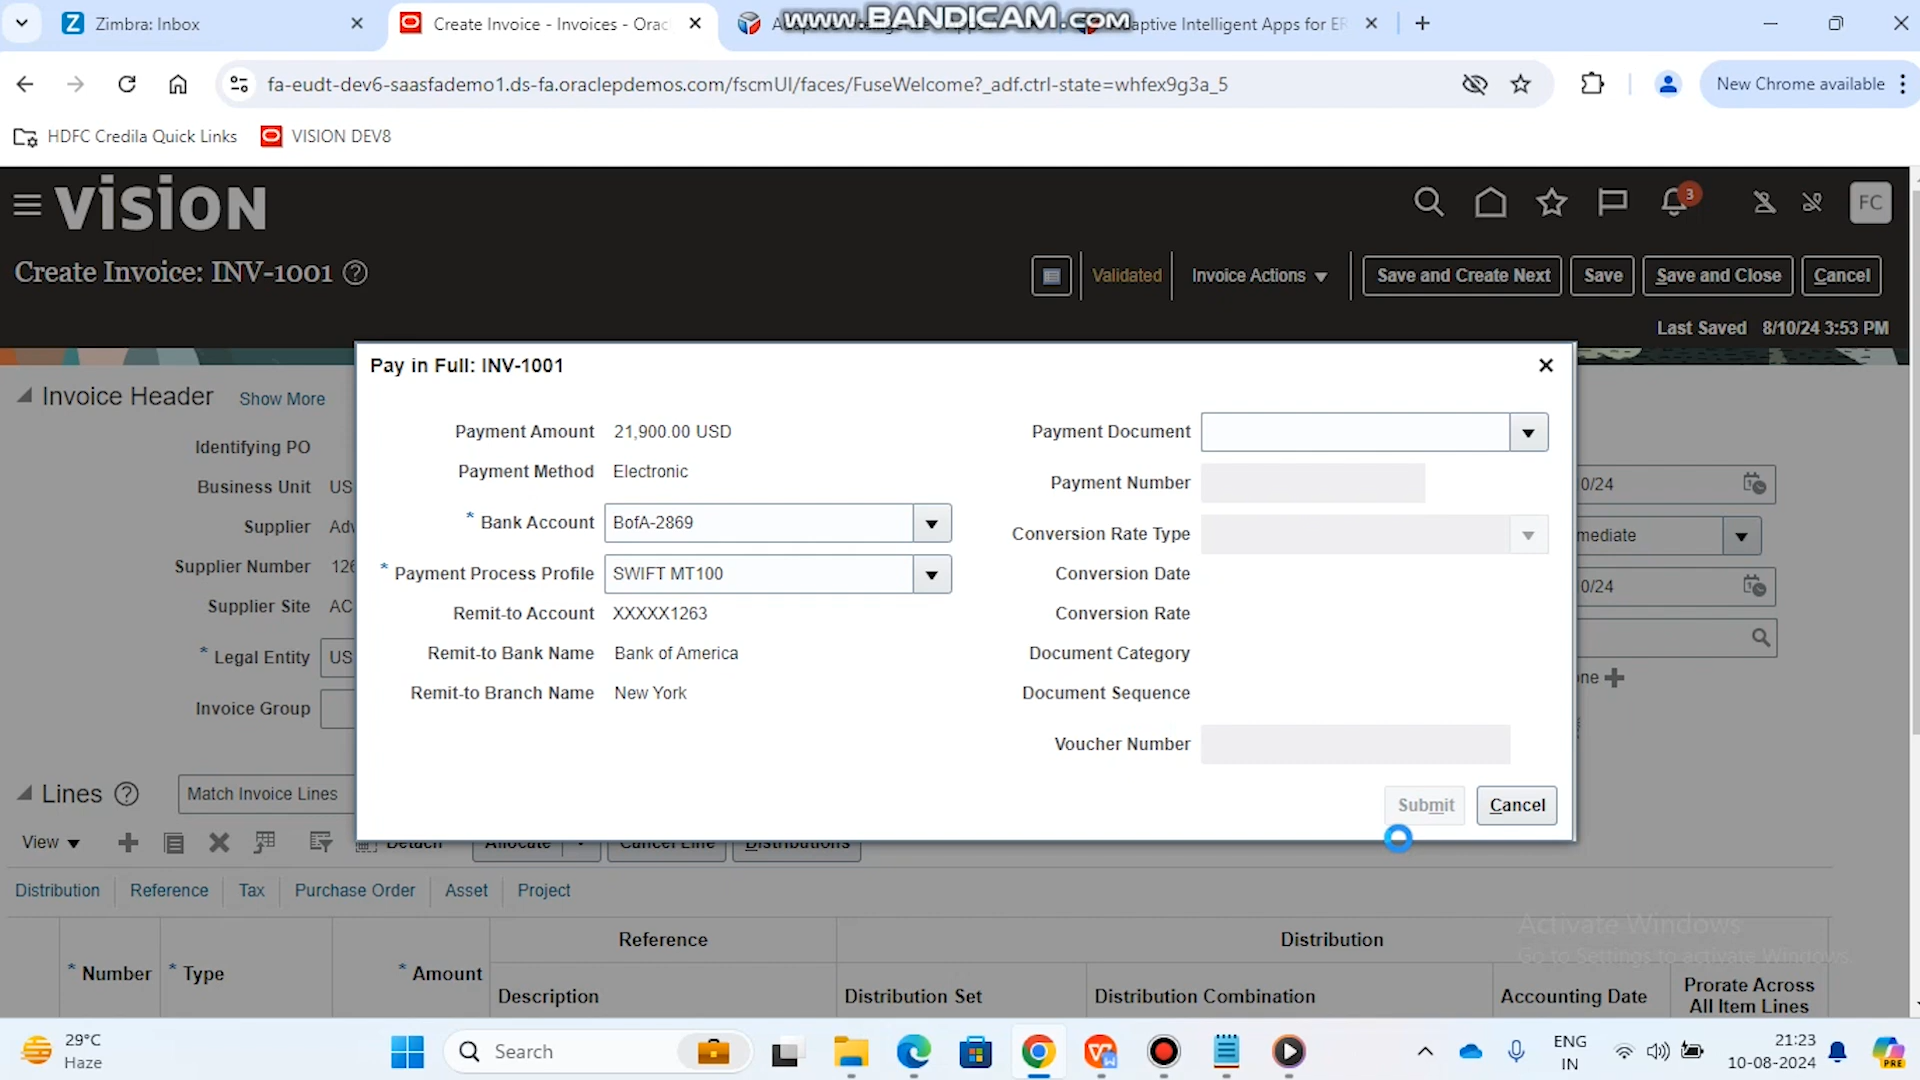 Zimbra: Inbox
Create Invoice - Invoices - Orac
www.BANDICAM.com
daptive Intelligent Apps for ER
fa-eudt-dev6-saasfademo1.ds-fa.oraclepdemos.com/fscmUI/faces/FuseWelcome?_adf.ctrl-state=whfex9g3a_5
New Chrome available
HDFC Credila Quick Links
VISION DEV8
VISION
3
FC
Create Invoice: INV-1001
Validated
Invoice Actions
Save and Create Next
Save
Save and Close
Cancel
Last Saved 8/10/24 3:53 PM
Invoice Header Show More
Identifying PO
Business Unit US
Supplier Adv
Supplier Number 126
Supplier Site AC
* Legal Entity US
Invoice Group
Pay in Full: INV-1001
Payment Amount 21,900.00 USD
Payment Method Electronic
* Bank Account BofA-2869
* Payment Process Profile SWIFT MT100
Remit-to Account XXXXX1263
Remit-to Bank Name Bank of America
Remit-to Branch Name New York
Payment Document
Payment Number
Conversion Rate Type
Conversion Date
Conversion Rate
Document Category
Document Sequence
Voucher Number
Submit
Cancel
0/24
mediate
0/24
one
Lines
Match Invoice Lines
View
Detach
Allocate
Cancel Line
Distributions
Distribution
Reference
Tax
Purchase Order
Asset
Project
Reference
Distribution
* Number
* Type
* Amount
Description
Distribution Set
Distribution Combination
Accounting Date
Prorate Across
All Item Lines
Activate Windows
Go to Settings to activate Windows.
29°C
Haze
Search
ENG
IN
21:23
10-08-2024
PRE